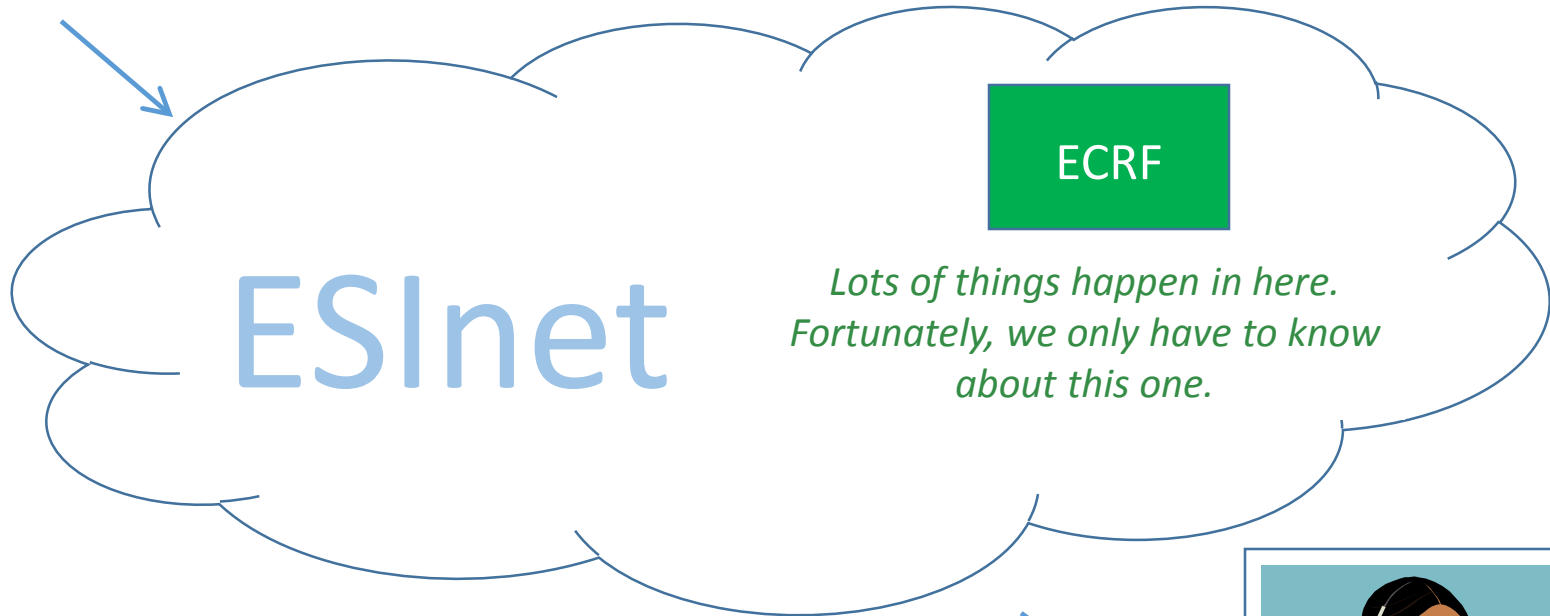 ECRF
ESInet
Lots of things happen in here.
Fortunately, we only have to know
about this one.